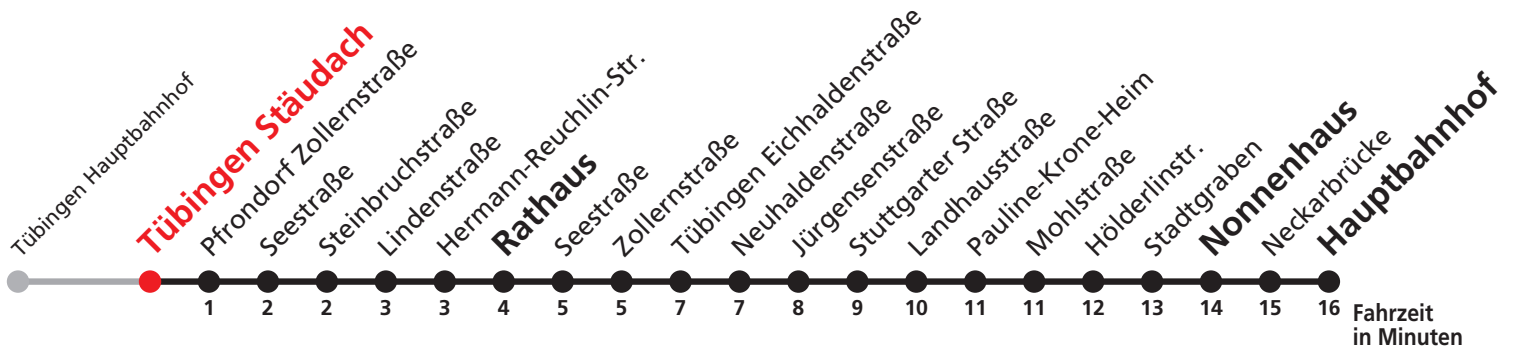 Tübingen Hauptbahnhof
Tübingen Stäudach
Pfrondorf Zollernstraße
Seestraße
Steinbruchstraße
Lindenstraße
Hermann-Reuchlin-Str.
Rathaus
Seestraße
Zollernstraße
Tübingen Eichhaldenstraße
Neuhaldenstraße
Jürgensenstraße
Stuttgarter Straße
Landhausstraße
Pauline-Krone-Heim
Mohlstraße
Hölderlinstr.
Stadtgraben
Nonnenhaus
Neckarbrücke
Hauptbahnhof
1 2 2 3 3 4 5 5 7 7 8 9 10 11 11 12 13 14 15 16
Fahrzeit
in Minuten